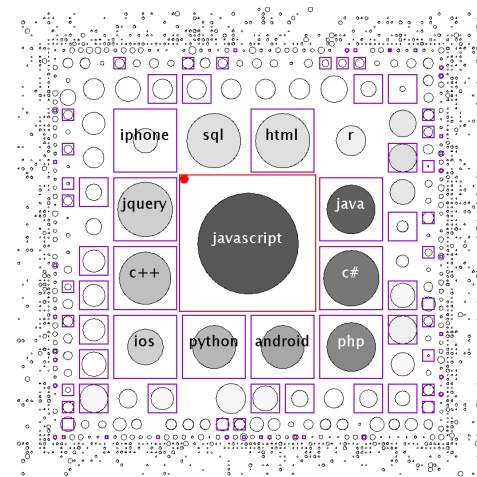 iphone sql html r
jquery java
javascript
c++ c#
ios python android php